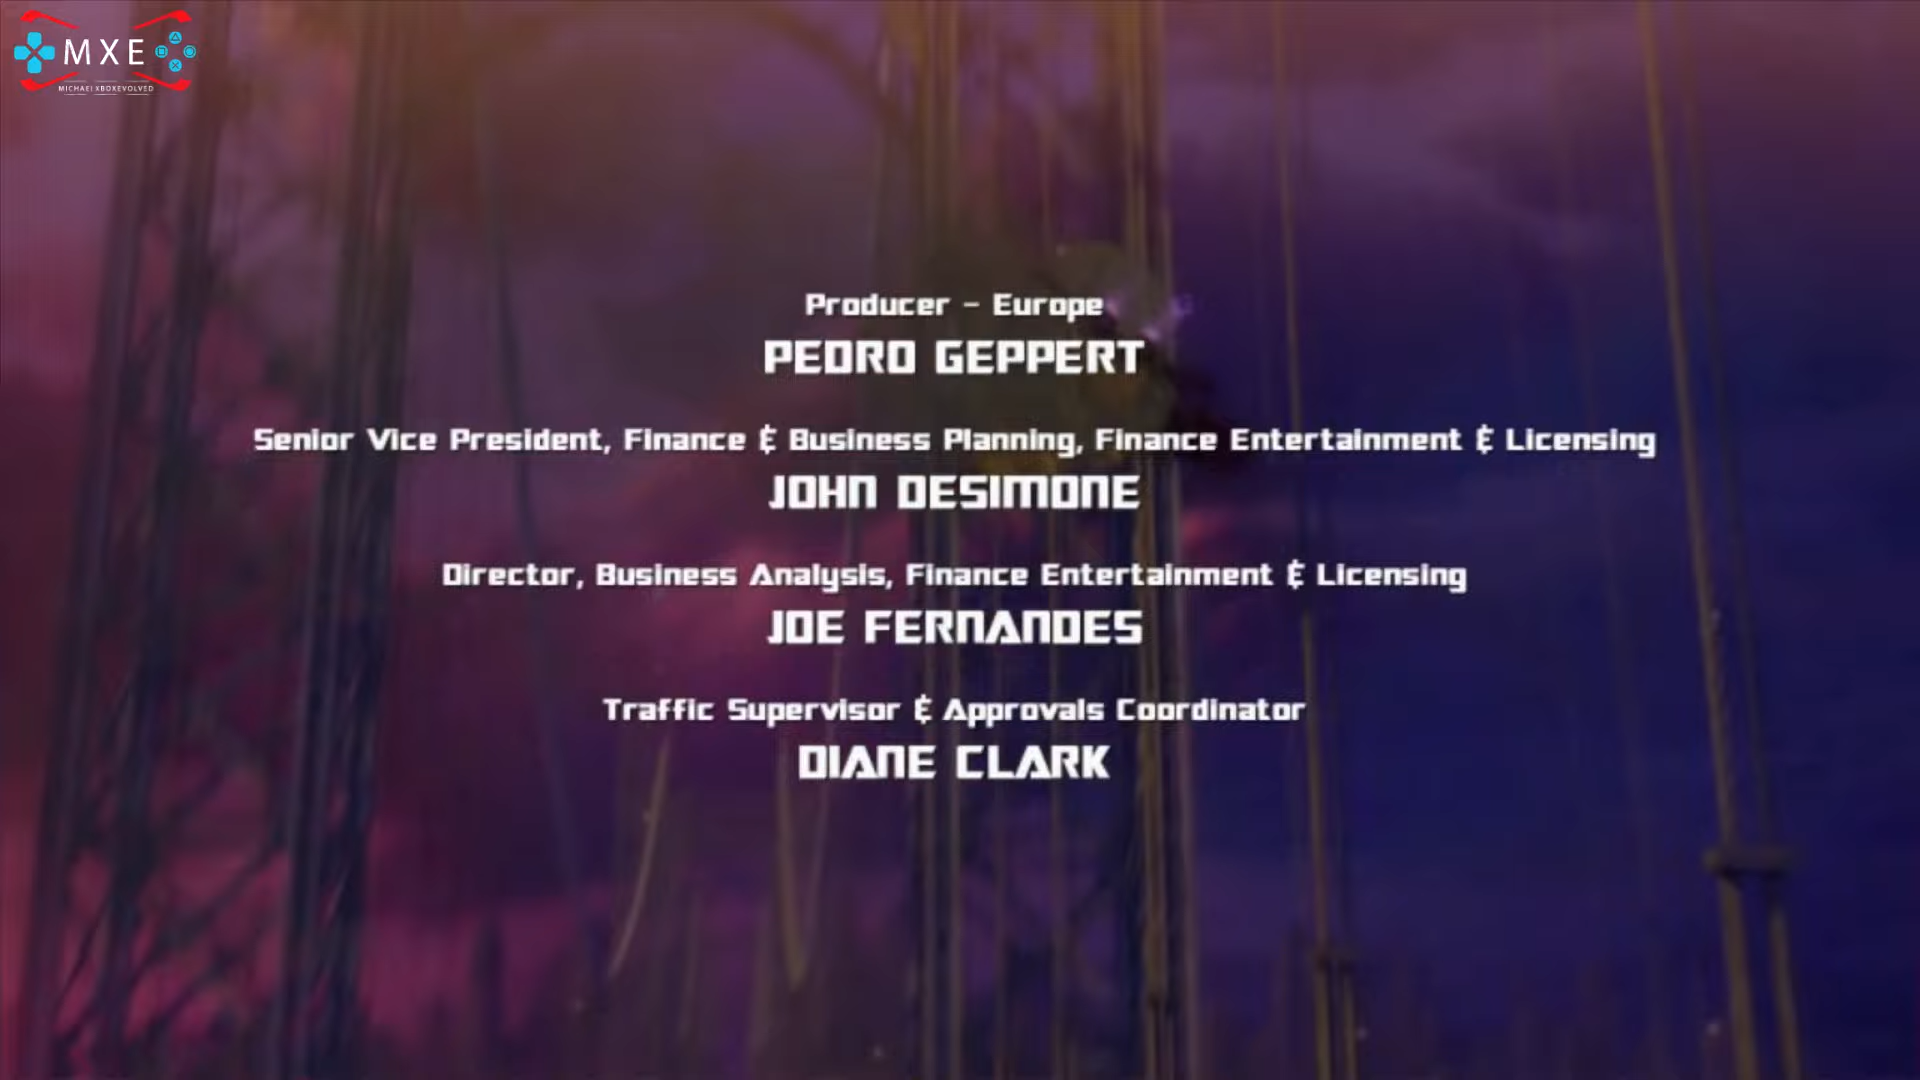 MXE
MICHAEl XBOXEVOLVED
Producer - Europe
PEDRO GEPPERT
Senior Vice President, Finance & Business Planning, Finance Entertainment & Licensing
JOHN DESIMONE
Director, Business Analysis, Finance Entertainment & Licensing
JOE FERNANDES
Traffic Supervisor & Approvals Coordinator
DIANE CLARK